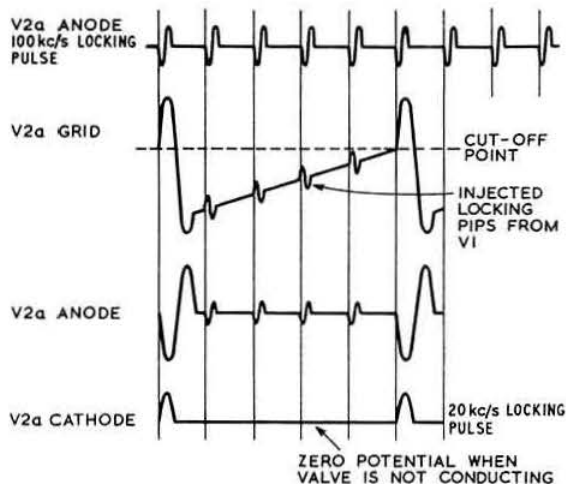 V2a ANODE
100 kc/s LOCKING
PULSE
V2a GRID
CUT-OFF
POINT
INJECTED
LOCKING
PIPS FROM
V1
V2a ANODE
V2a CATHODE
20 kc/s LOCKING
PULSE
ZERO POTENTIAL WHEN
VALVE IS NOT CONDUCTING